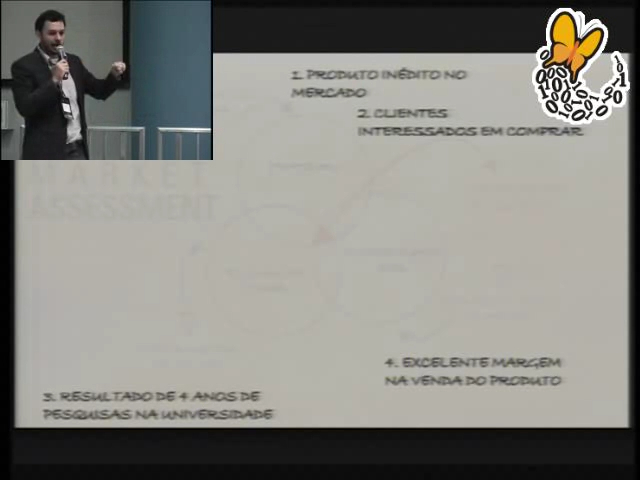 1. PRODUTO INÉDITO NO
MERCADO
2. CLIENTES
INTERESSADOS EM COMPRAR
MARKET
ASSESSMENT
4. EXCELENTE MARGEM
NA VENDA DO PRODUTO
3. RESULTADO DE 4 ANOS DE
PESQUISAS NA UNIVERSIDADE